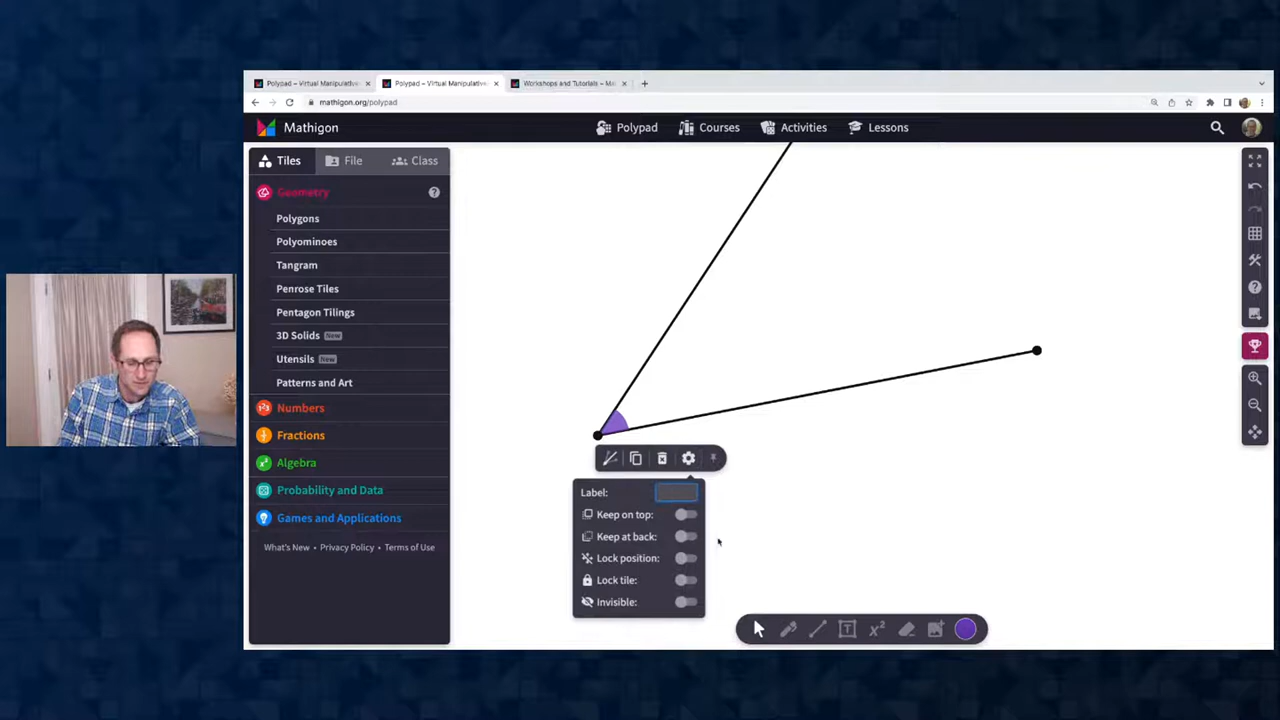 Polypad – Virtual Manipulative
Polypad – Virtual Manipulative
Workshops and Tutorials – Ma
mathigon.org/polypad
Mathigon
Polypad
Courses
Activities
Lessons
Tiles
File
Class
Geometry
Polygons
Polyominoes
Tangram
Penrose Tiles
Pentagon Tilings
3D Solids New
Utensils New
Patterns and Art
Numbers
Fractions
Algebra
Probability and Data
Games and Applications
What's New • Privacy Policy • Terms of Use
Label:
Keep on top:
Keep at back:
Lock position:
Lock tile:
Invisible:
T
x²